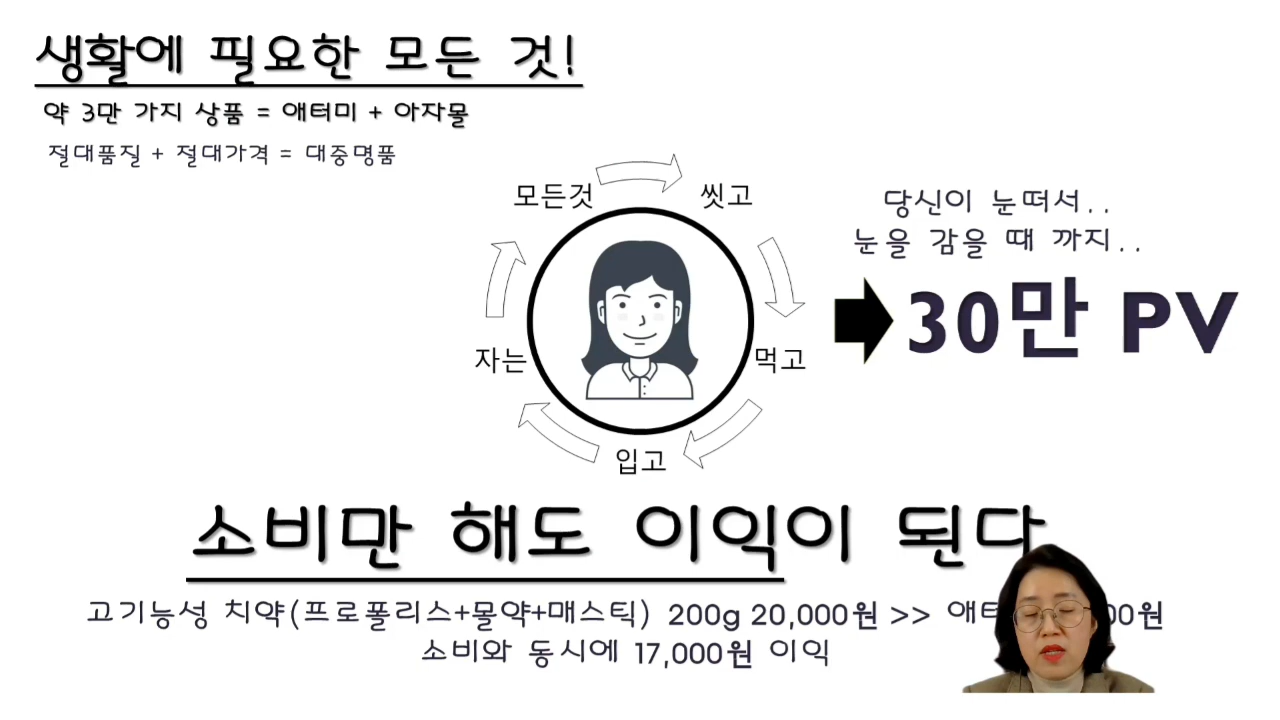 생활에 필요한 모든 것!
약 3만 가지 상품 = 애터미 + 아자몰
절대품질 + 절대가격 = 대중명품
모든것
씻고
자는
먹고
입고
당신이 눈떠서..
눈을 감을 때 까지..
30만 PV
소비만 해도 이익이 된다
고기능성 치약(프로폴리스+몰약+매스틱) 200g 20,000원 >>
소비와 동시에 17,000원 이익